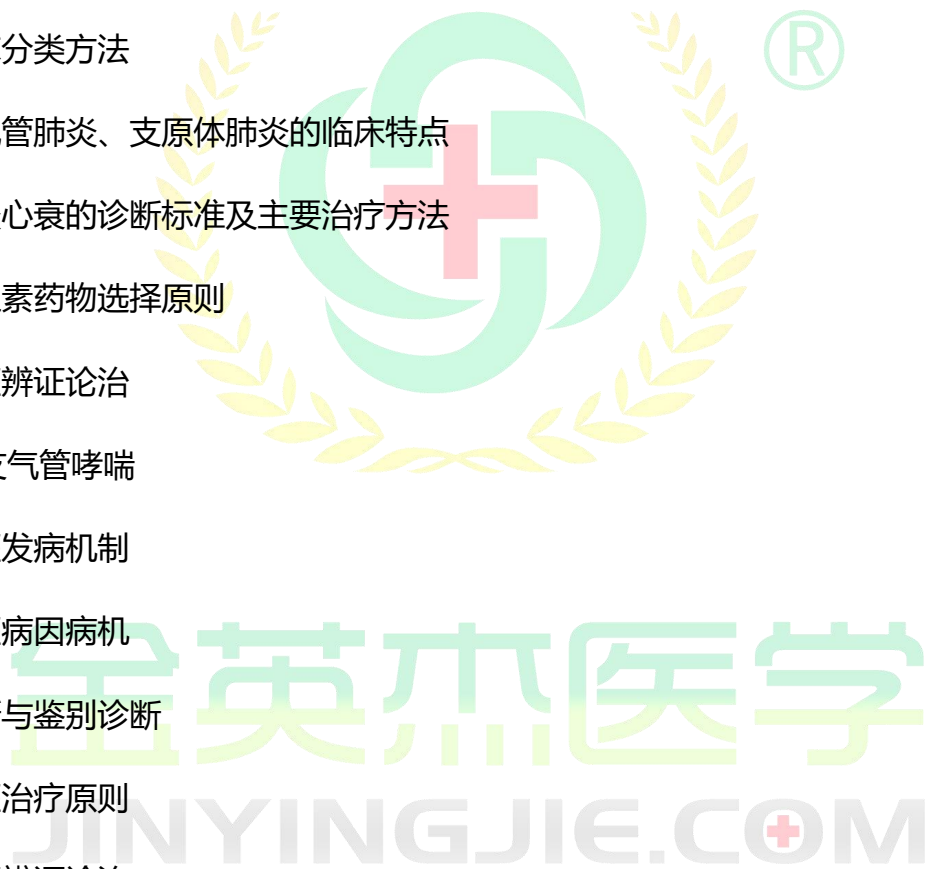 分类方法
管肺炎、支原体肺炎的临床特点
心衰的诊断标准及主要治疗方法
素药物选择原则
辨证论治
气管哮喘
发病机制
病因病机
与鉴别诊断
治疗原则
®
金英杰医学
JINYINGJIE.COM